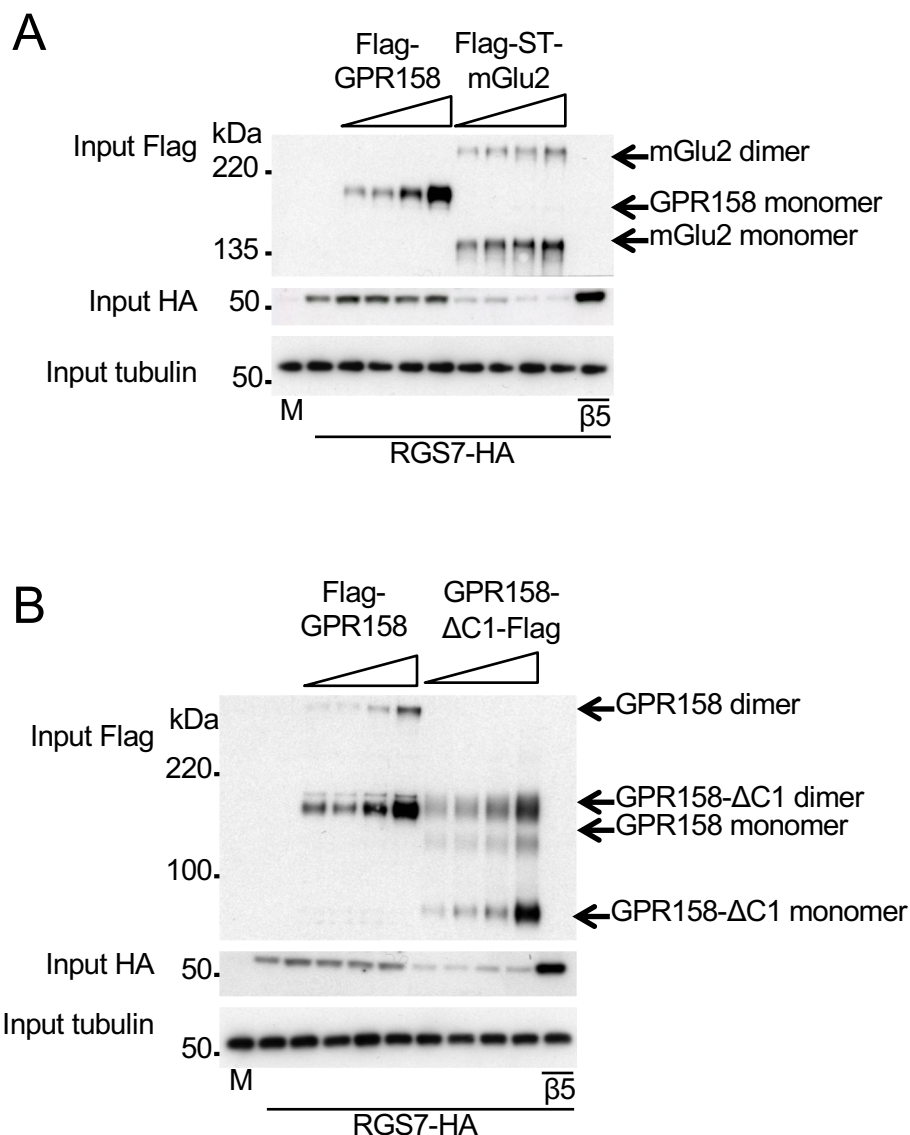 A
Flag-
GPR158
Flag-ST-
mGlu2
Input Flag
kDa
220
135
mGlu2 dimer
GPR158 monomer
mGlu2 monomer
Input HA
50
Input tubulin
50
M
β5
RGS7-HA
B
Flag-
GPR158
GPR158-
ΔC1-Flag
Input Flag
kDa
220
100
GPR158 dimer
GPR158-ΔC1 dimer
GPR158 monomer
GPR158-ΔC1 monomer
Input HA
50
Input tubulin
50
M
β5
RGS7-HA